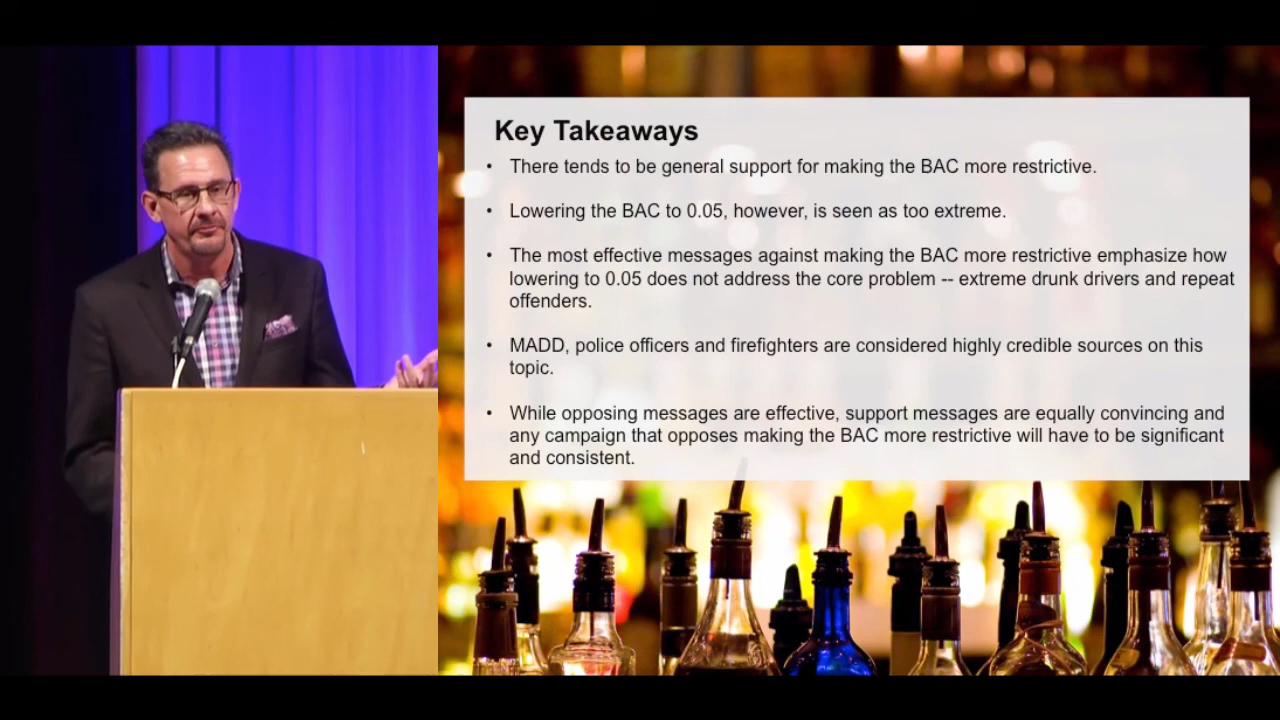 Key Takeaways
• There tends to be general support for making the BAC more restrictive.
• Lowering the BAC to 0.05, however, is seen as too extreme.
• The most effective messages against making the BAC more restrictive emphasize how
lowering to 0.05 does not address the core problem -- extreme drunk drivers and repeat
offenders.
• MADD, police officers and firefighters are considered highly credible sources on this
topic.
• While opposing messages are effective, support messages are equally convincing and
any campaign that opposes making the BAC more restrictive will have to be significant
and consistent.